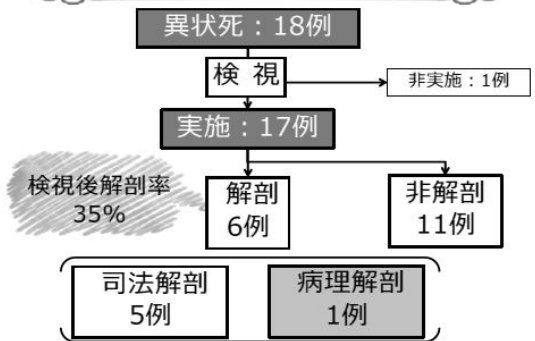 異状死：18例
検 視
非実施：1例
実施：17例
検視後解剖率
35%
解剖
6例
非解剖
11例
司法解剖
5例
病理解剖
1例